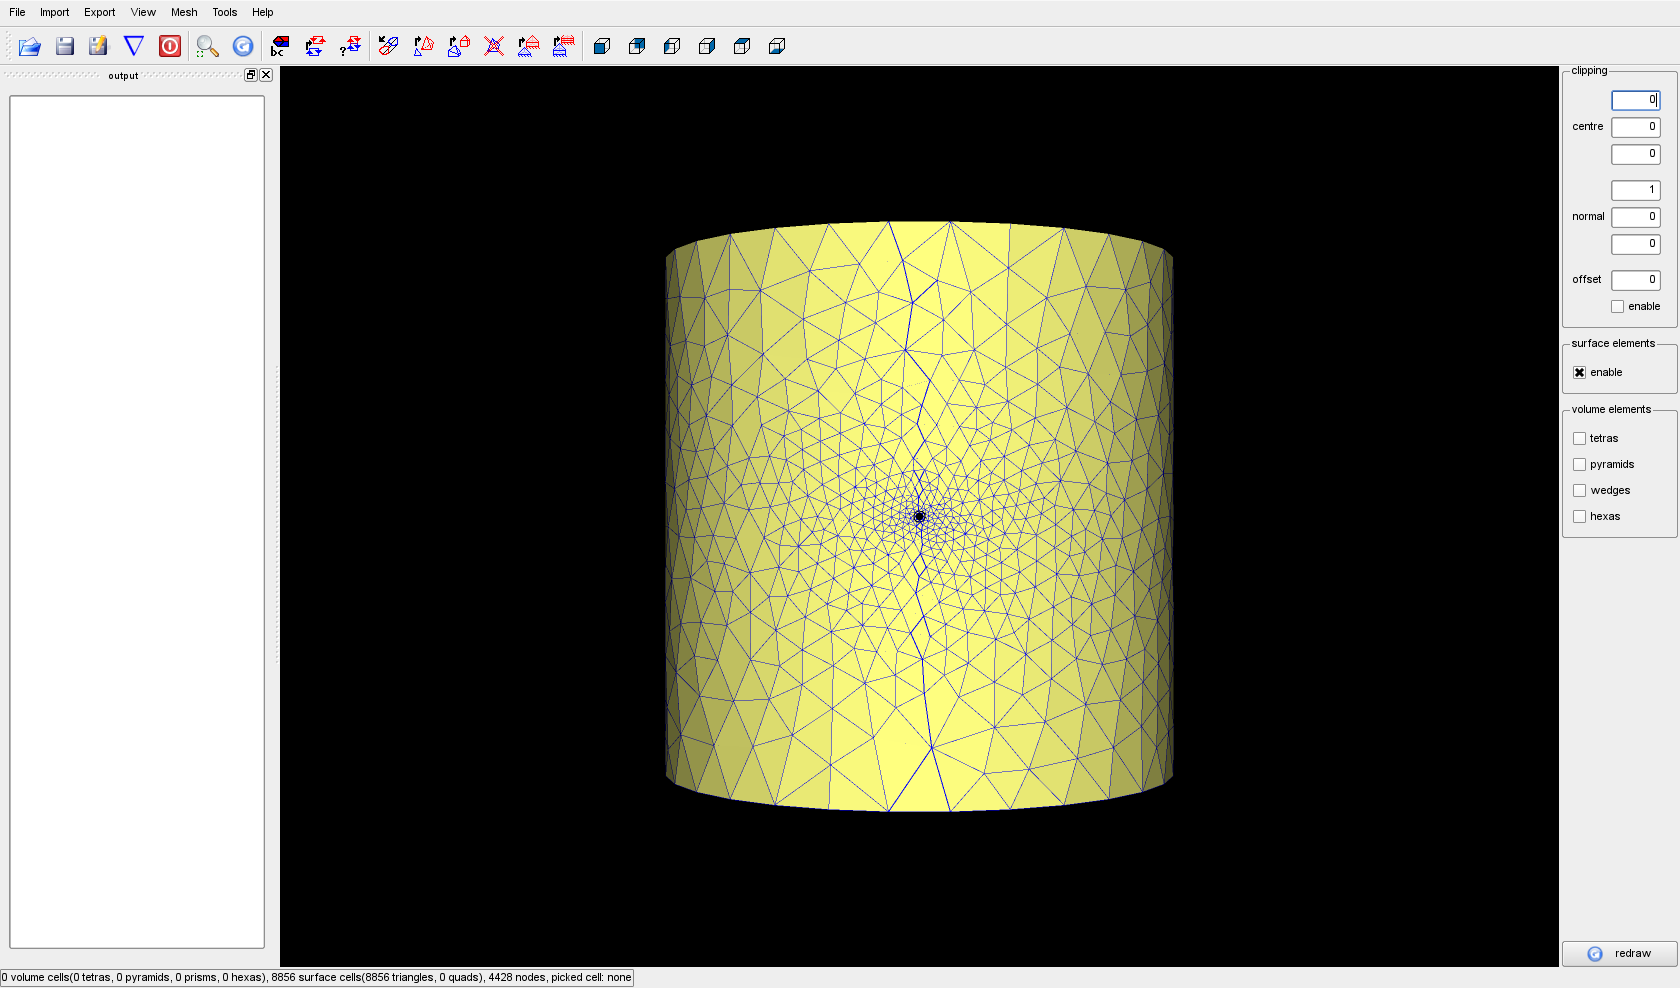 File Import Export View Mesh Tools Help
bc
output
clipping
0
centre 0
0
1
normal 0
0
offset 0
enable
surface elements
enable
volume elements
tetras
pyramids
wedges
hexas
redraw
0 volume cells(0 tetras, 0 pyramids, 0 prisms, 0 hexas), 8856 surface cells(8856 triangles, 0 quads), 4428 nodes, picked cell: none